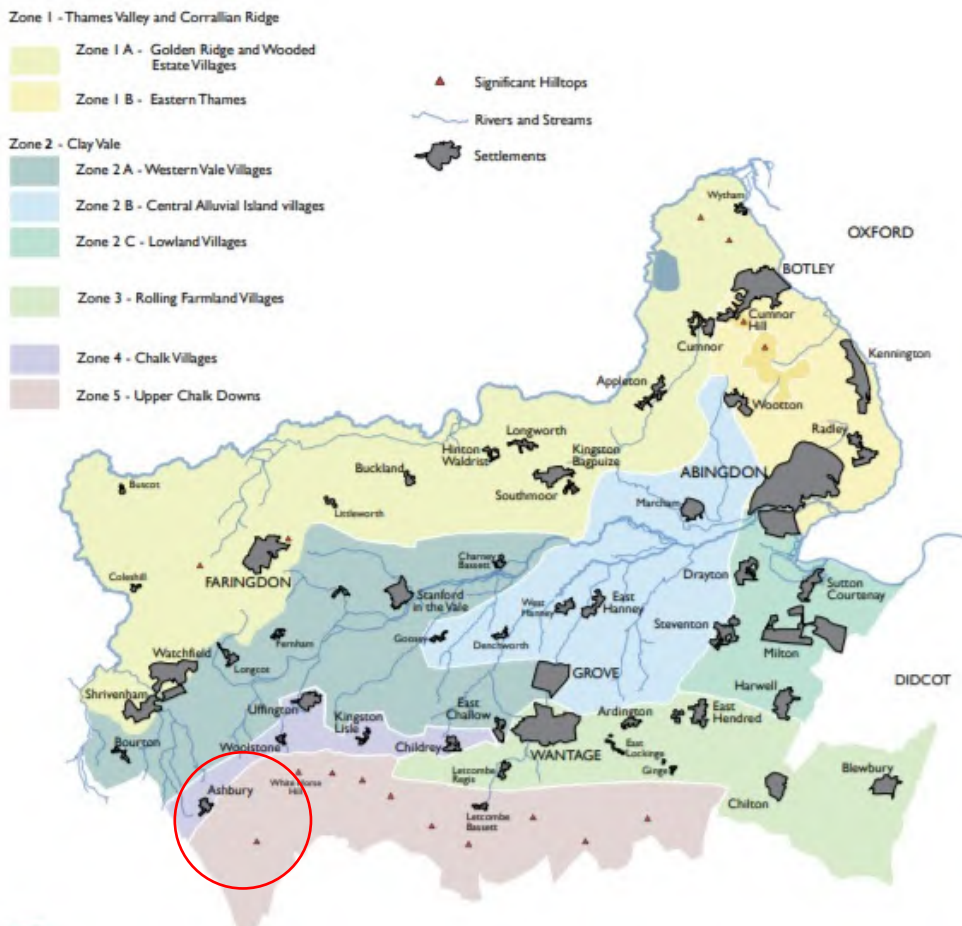 Zone 1 - Thames Valley and Corrallian Ridge
Zone 1 A - Golden Ridge and Wooded
Estate Villages
Zone 1 B - Eastern Thames
Zone 2 - Clay Vale
Zone 2 A - Western Vale Villages
Zone 2 B - Central Alluvial Island villages
Zone 2 C - Lowland Villages
Zone 3 - Rolling Farmland Villages
Zone 4 - Chalk Villages
Zone 5 - Upper Chalk Downs
Significant Hilltops
Rivers and Streams
Settlements
Wytham
OXFORD
BOTLEY
Cumnor
Hill
Cumnor
Kennington
Appleton
Wootton
Longworth
Hinton
Waldrist
Kingston
Bagpuize
Radley
Buckland
ABINGDON
Buscot
Southmoor
Littleworth
Marcham
Charney
Bassett
Coleshill
FARINGDON
Drayton
Stanford
in the Vale
Sutton
Courtenay
West
Hanney
East
Hanney
Steventon
Goosey
Denchworth
Fernham
Milton
Watchfield
Longcot
GROVE
DIDCOT
Shrivenham
Harwell
Uffington
East
Challow
Kingston
Lisle
Ardington
East
Hendred
Bourton
Woolstone
Childrey
WANTAGE
East
Lockinge
Letcombe
Regis
Ginge
White Horse
Hill
Ashbury
Blewbury
Chilton
Letcombe
Bassett